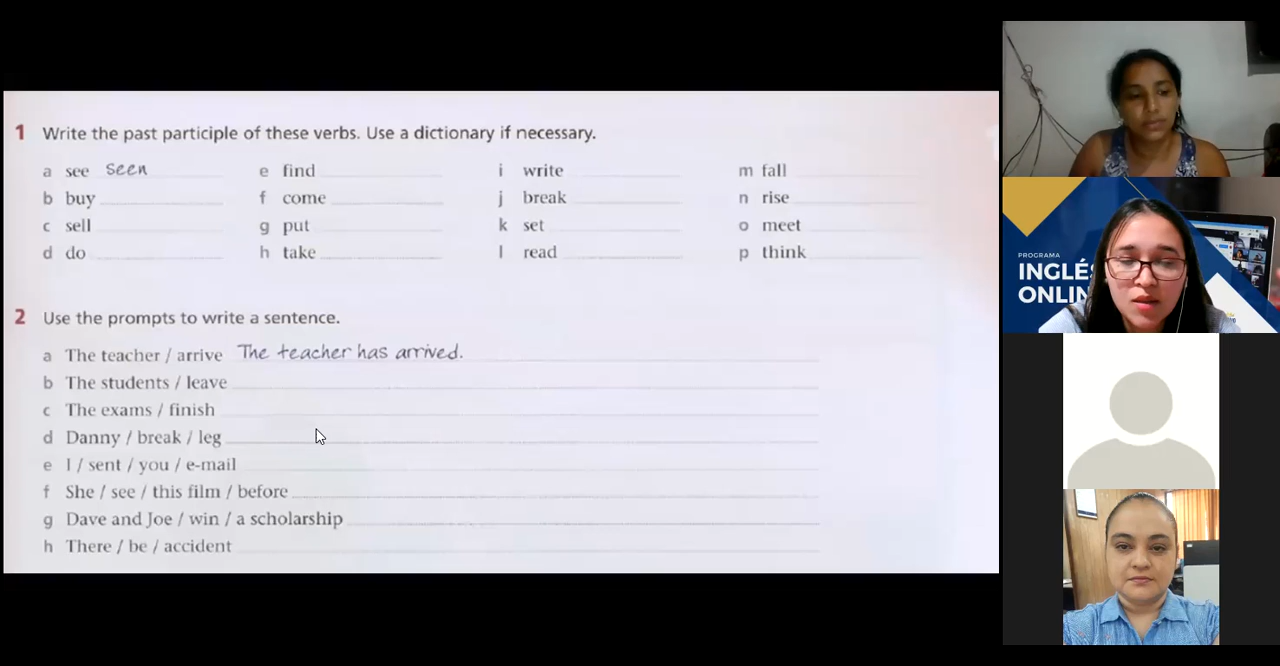 1 Write the past participle of these verbs. Use a dictionary if necessary.
a see seen e find i write m fall
b buy f come j break n rise
c sell g put k set o meet
d do h take l read p think
2 Use the prompts to write a sentence.
a The teacher / arrive The teacher has arrived.
b The students / leave
c The exams / finish
d Danny / break / leg
e I / sent / you / e-mail
f She / see / this film / before
g Dave and Joe / win / a scholarship
h There / be / accident
PROGRAMA
INGLÉS
ONLIN